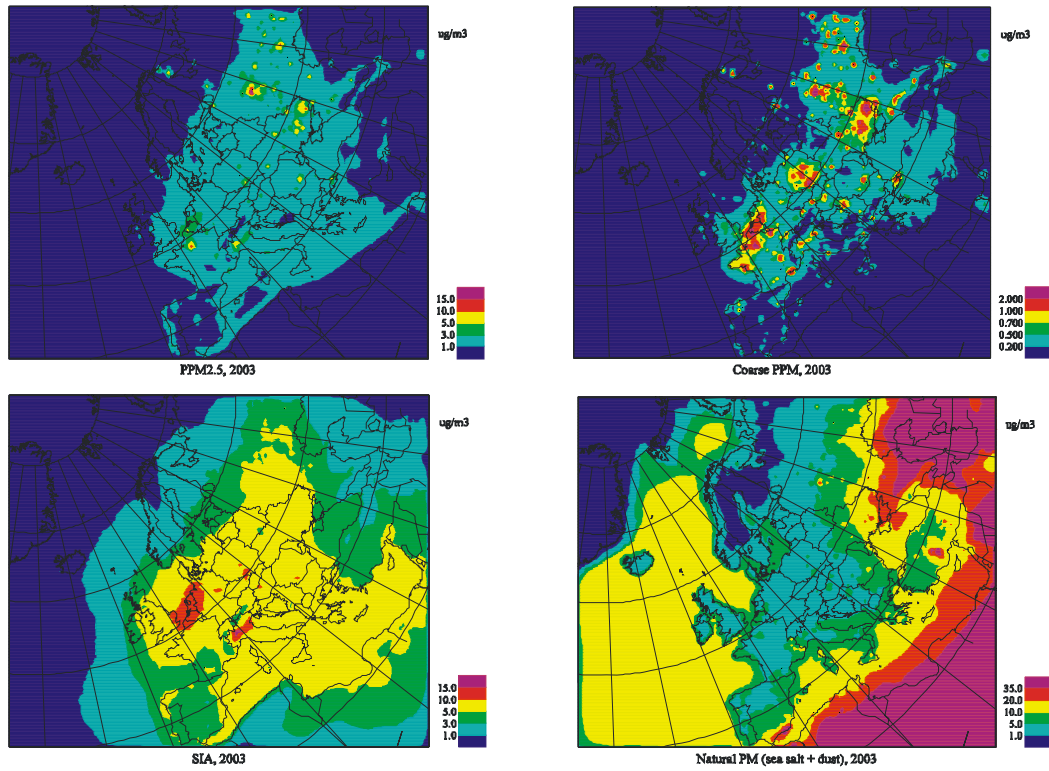 ug/m3
15.0
10.0
5.0
3.0
1.0
PPM2.5, 2003
ug/m3
2.000
1.000
0.700
0.500
0.200
Coarse PPM, 2003
ug/m3
15.0
10.0
5.0
3.0
1.0
SIA, 2003
ug/m3
35.0
20.0
10.0
5.0
1.0
Natural PM (sea salt + dust), 2003